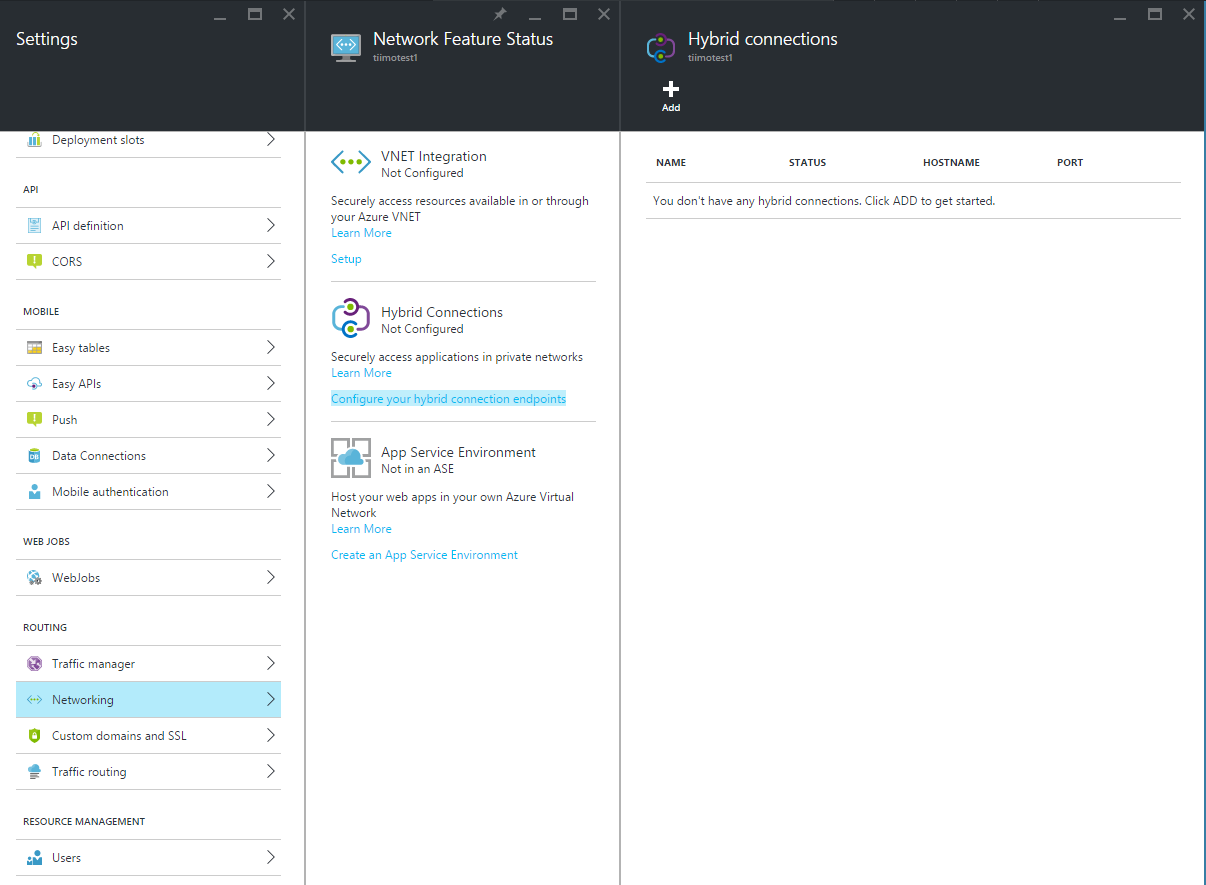 Settings
Deployment slots
API
API definition
CORS
MOBILE
Easy tables
Easy APIs
Push
Data Connections
Mobile authentication
WEB JOBS
WebJobs
ROUTING
Traffic manager
Networking
Custom domains and SSL
Traffic routing
RESOURCE MANAGEMENT
Users
Network Feature Status
tiimotest1
VNET Integration
Not Configured
Securely access resources available in or through
your Azure VNET
Learn More
Setup
Hybrid Connections
Not Configured
Securely access applications in private networks
Learn More
Configure your hybrid connection endpoints
App Service Environment
Not in an ASE
Host your web apps in your own Azure Virtual
Network
Learn More
Create an App Service Environment
Hybrid connections
tiimotest1
Add
NAME STATUS HOSTNAME PORT
You don't have any hybrid connections. Click ADD to get started.